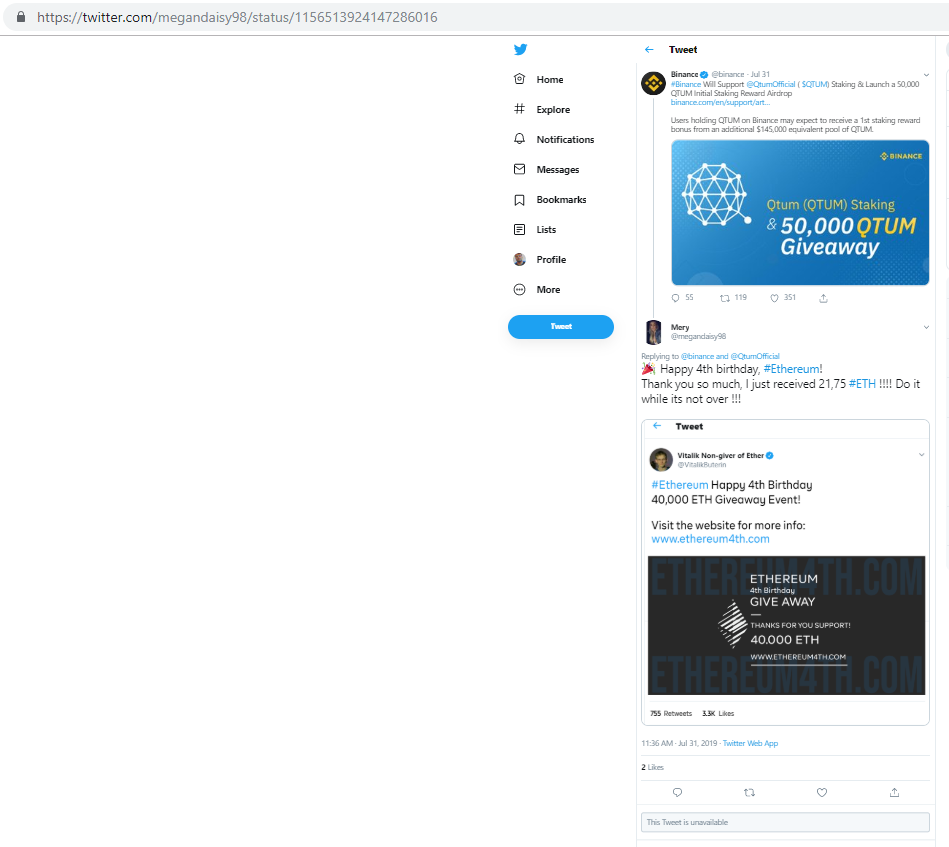 https://twitter.com/megandaisy98/status/1156513924147286016
Home
Explore
Notifications
Messages
Bookmarks
Lists
Profile
More
Tweet
Tweet
Binance @binance · Jul 31
#Binance Will Support @QtumOfficial ( $QTUM) Staking & Launch a 50,000
QTUM Initial Staking Reward Airdrop
binance.com/en/support/art...
Users holding QTUM on Binance may expect to receive a 1st staking reward
bonus from an additional $145,000 equivalent pool of QTUM.
BINANCE
Qtum (QTUM) Staking
& 50,000 QTUM
Giveaway
55 119 351
Mery
@megandaisy98
Replying to @binance and @QtumOfficial
Happy 4th birthday, #Ethereum!
Thank you so much, I just received 21,75 #ETH !!!! Do it
while its not over !!!
Tweet
Vitalik Non-giver of Ether
@VitalikButerin
#Ethereum Happy 4th Birthday
40,000 ETH Giveaway Event!
Visit the website for more info:
www.ethereum4th.com
ETHEREUM4TH.COM
ETHEREUM
4th Birthday
GIVE AWAY
THANKS FOR YOU SUPPORT!
40.000 ETH
WWW.ETHEREUM4TH.COM
ETHEREUM4TH.COM
755 Retweets 3.3K Likes
11:36 AM · Jul 31, 2019 · Twitter Web App
2 Likes
This Tweet is unavailable